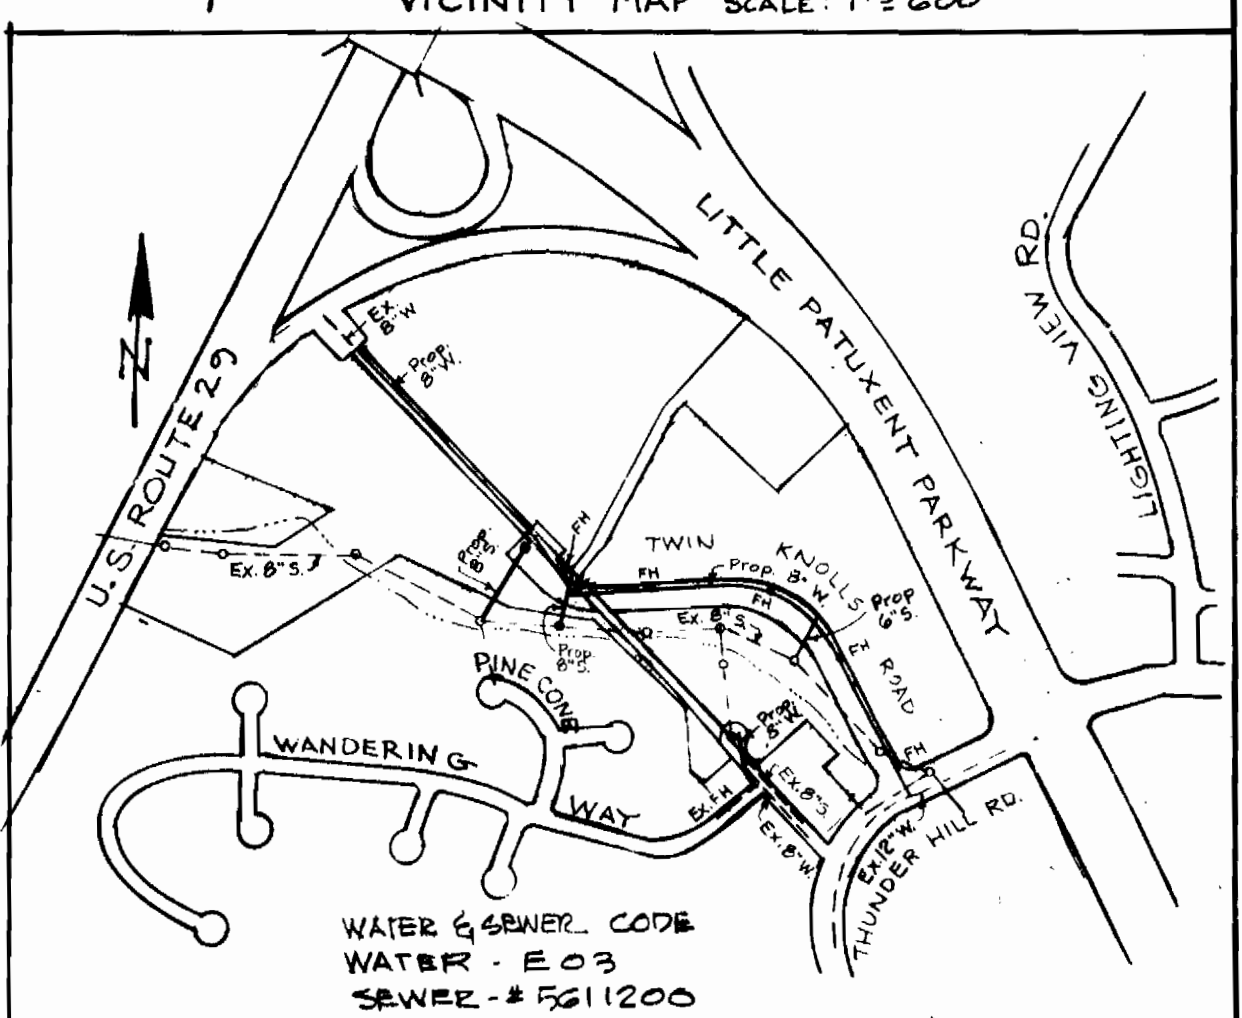 VICINITY MAP SCALE: 1" = 600'
LITTLE PATUXENT PARKWAY
LIGHTING VIEW RD.
N
U.S. ROUTE 29
Ex.
8"W
Prop.
8"W.
FH
TWIN KNOLLS ROAD
FH
Prop. 8" W.
FH
Prop
6"S.
FH
FH
Ex. 8"S.
Ex. 8"S.
Prop.
8"S.
Prop.
8"S.
PINE CONE
WANDERING WAY
Prop.
8"W.
Ex. 8"S.
Ex. FH
Ex. 8"W.
Ex. 12"W.
THUNDER HILL RD.
WATER & SEWER CODE
WATER - E03
SEWER - # 5611200